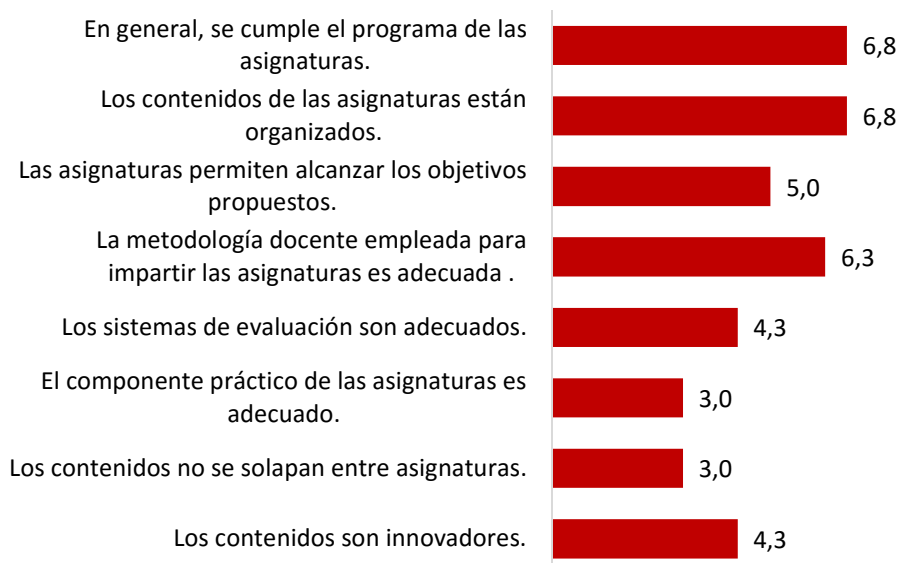 En general, se cumple el programa de las
asignaturas.
6,8
Los contenidos de las asignaturas están
organizados.
6,8
Las asignaturas permiten alcanzar los objetivos
propuestos.
5,0
La metodología docente empleada para
impartir las asignaturas es adecuada .
6,3
Los sistemas de evaluación son adecuados.
4,3
El componente práctico de las asignaturas es
adecuado.
3,0
Los contenidos no se solapan entre asignaturas.
3,0
Los contenidos son innovadores.
4,3